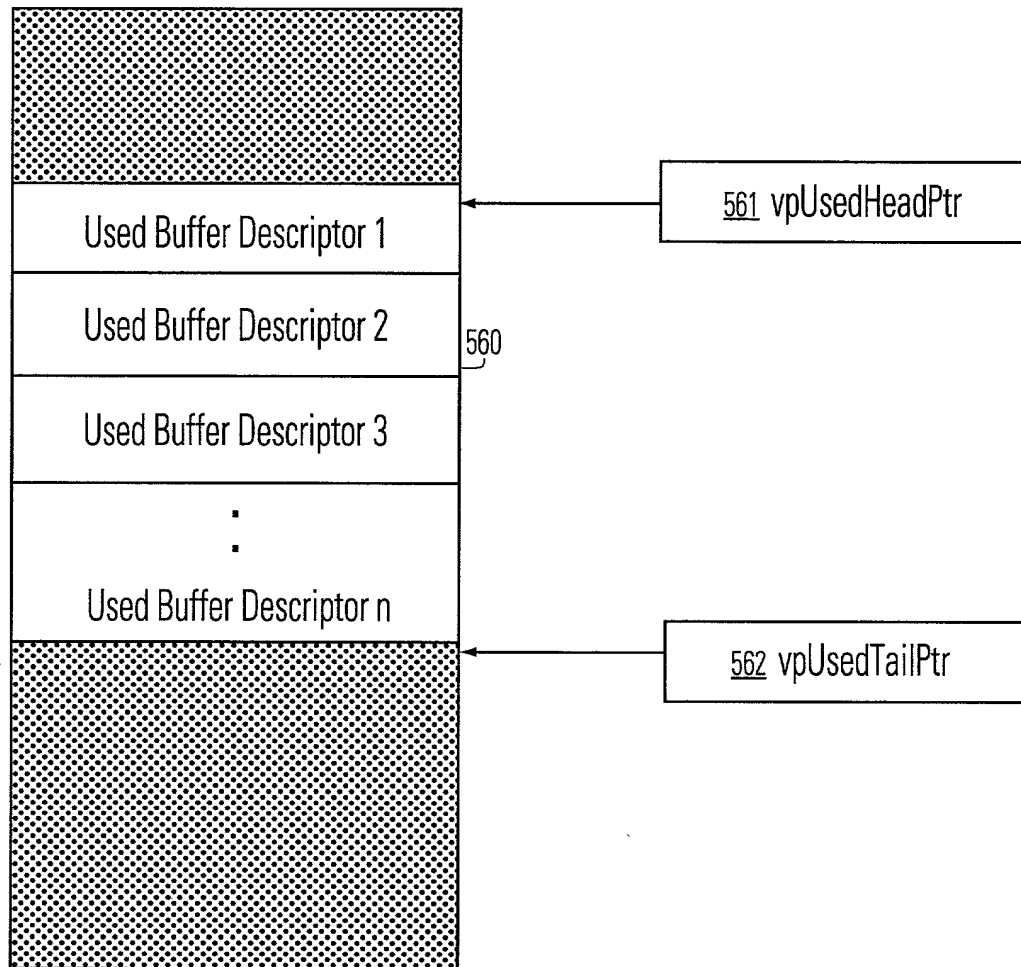 Used Buffer Descriptor 1
561 vpUsedHeadPtr
Used Buffer Descriptor 2
560
Used Buffer Descriptor 3
:
Used Buffer Descriptor n
562 vpUsedTailPtr